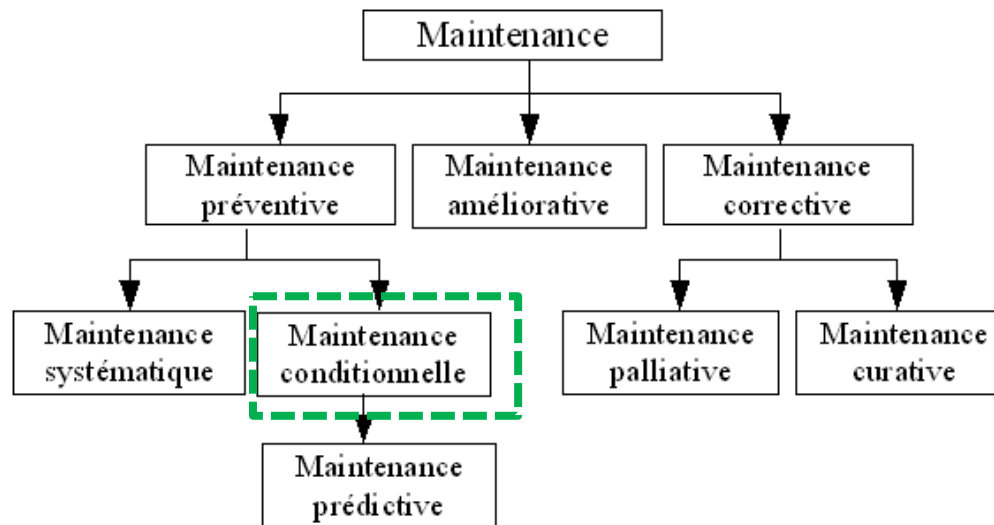 Maintenance
Maintenance
préventive
Maintenance
améliorative
Maintenance
corrective
Maintenance
systématique
Maintenance
conditionnelle
Maintenance
palliative
Maintenance
curative
Maintenance
prédictive